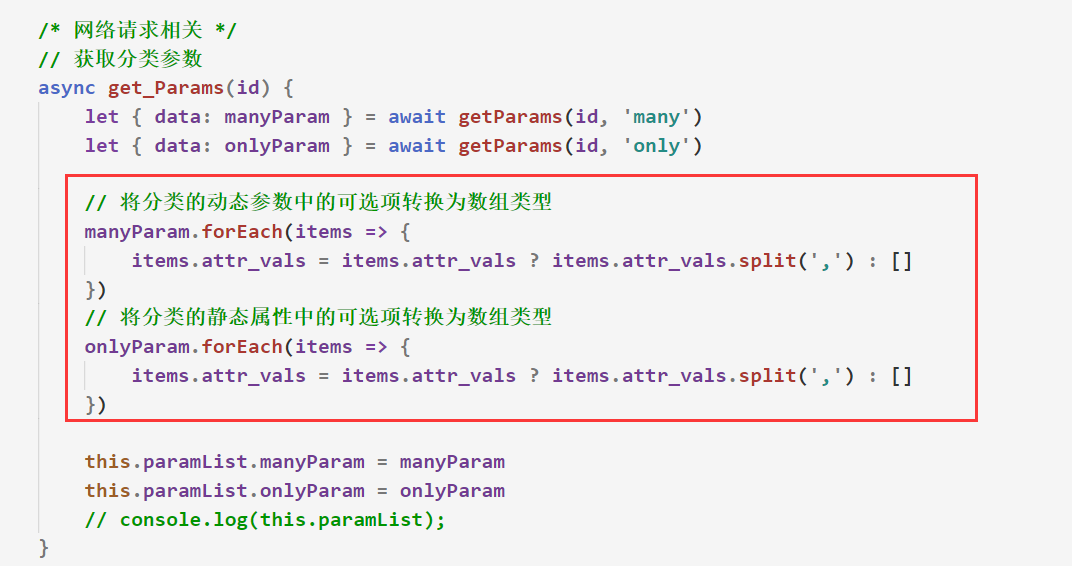 /* 网络请求相关 */
// 获取分类参数
async get_Params(id) {
let { data: manyParam } = await getParams(id, 'many')
let { data: onlyParam } = await getParams(id, 'only')
// 将分类的动态参数中的可选项转换为数组类型
manyParam.forEach(items => {
items.attr_vals = items.attr_vals ? items.attr_vals.split(',') : []
})
// 将分类的静态属性中的可选项转换为数组类型
onlyParam.forEach(items => {
items.attr_vals = items.attr_vals ? items.attr_vals.split(',') : []
})
this.paramList.manyParam = manyParam
this.paramList.onlyParam = onlyParam
// console.log(this.paramList);
}